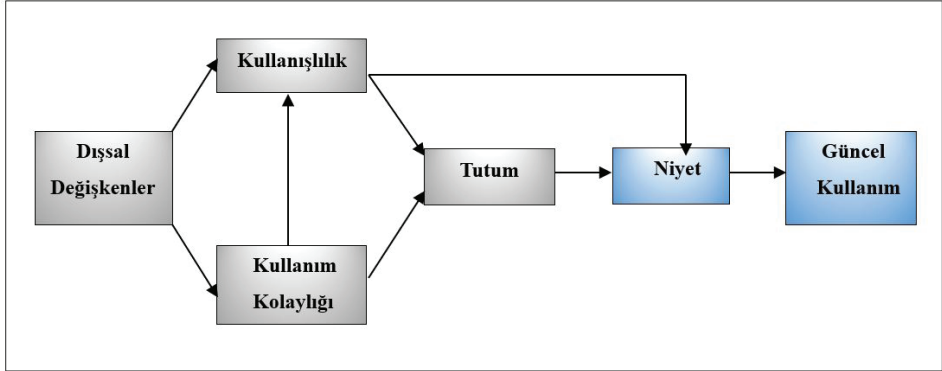 Kullanışlılık
Dışsal
Değişkenler
Kullanım
Kolaylığı
Tutum
Niyet
Güncel
Kullanım